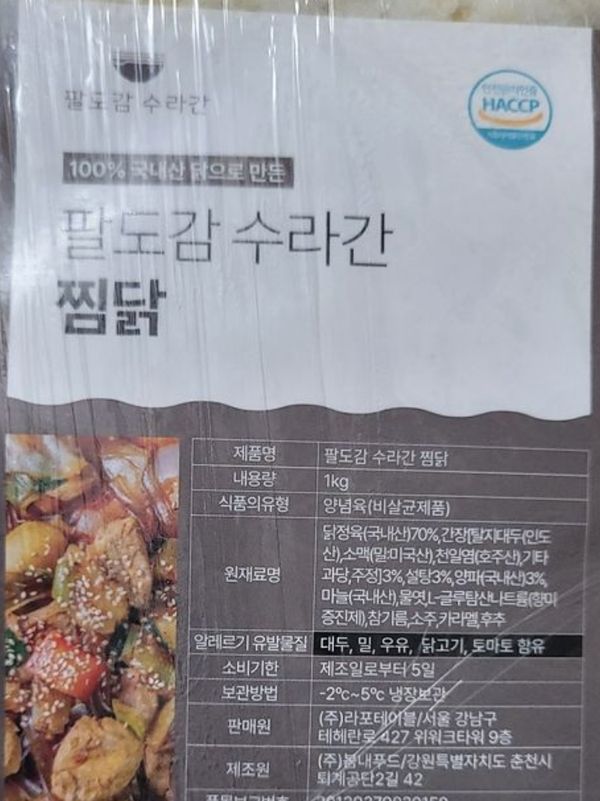 팔도감 수라간
안전관리인증
HACCP
100% 국내산 닭으로 만든
팔도감 수라간
찜닭
제품명 팔도감 수라간 찜닭
내용량 1kg
식품의유형 양념육(비살균제품)
원재료명 닭정육(국내산)70%,간장[탈지대두(인도
산),소맥(밀:미국산),천일염(호주산),기타
과당,주정]3%,설탕3%,양파(국내산)3%,
마늘(국내산),물엿,L-글루탐산나트륨(향미
증진제),참기름,소주,카라멜,후추
알레르기 유발물질 대두, 밀, 우유, 닭고기, 토마토 함유
소비기한 제조일로부터 5일
보관방법 -2℃~5℃ 냉장보관
판매원 (주)라포테이블/서울 강남구
테헤란로 427 위워크타워 9층
제조원 (주)봄내푸드/강원특별자치도 춘천시
퇴계공단2길 42